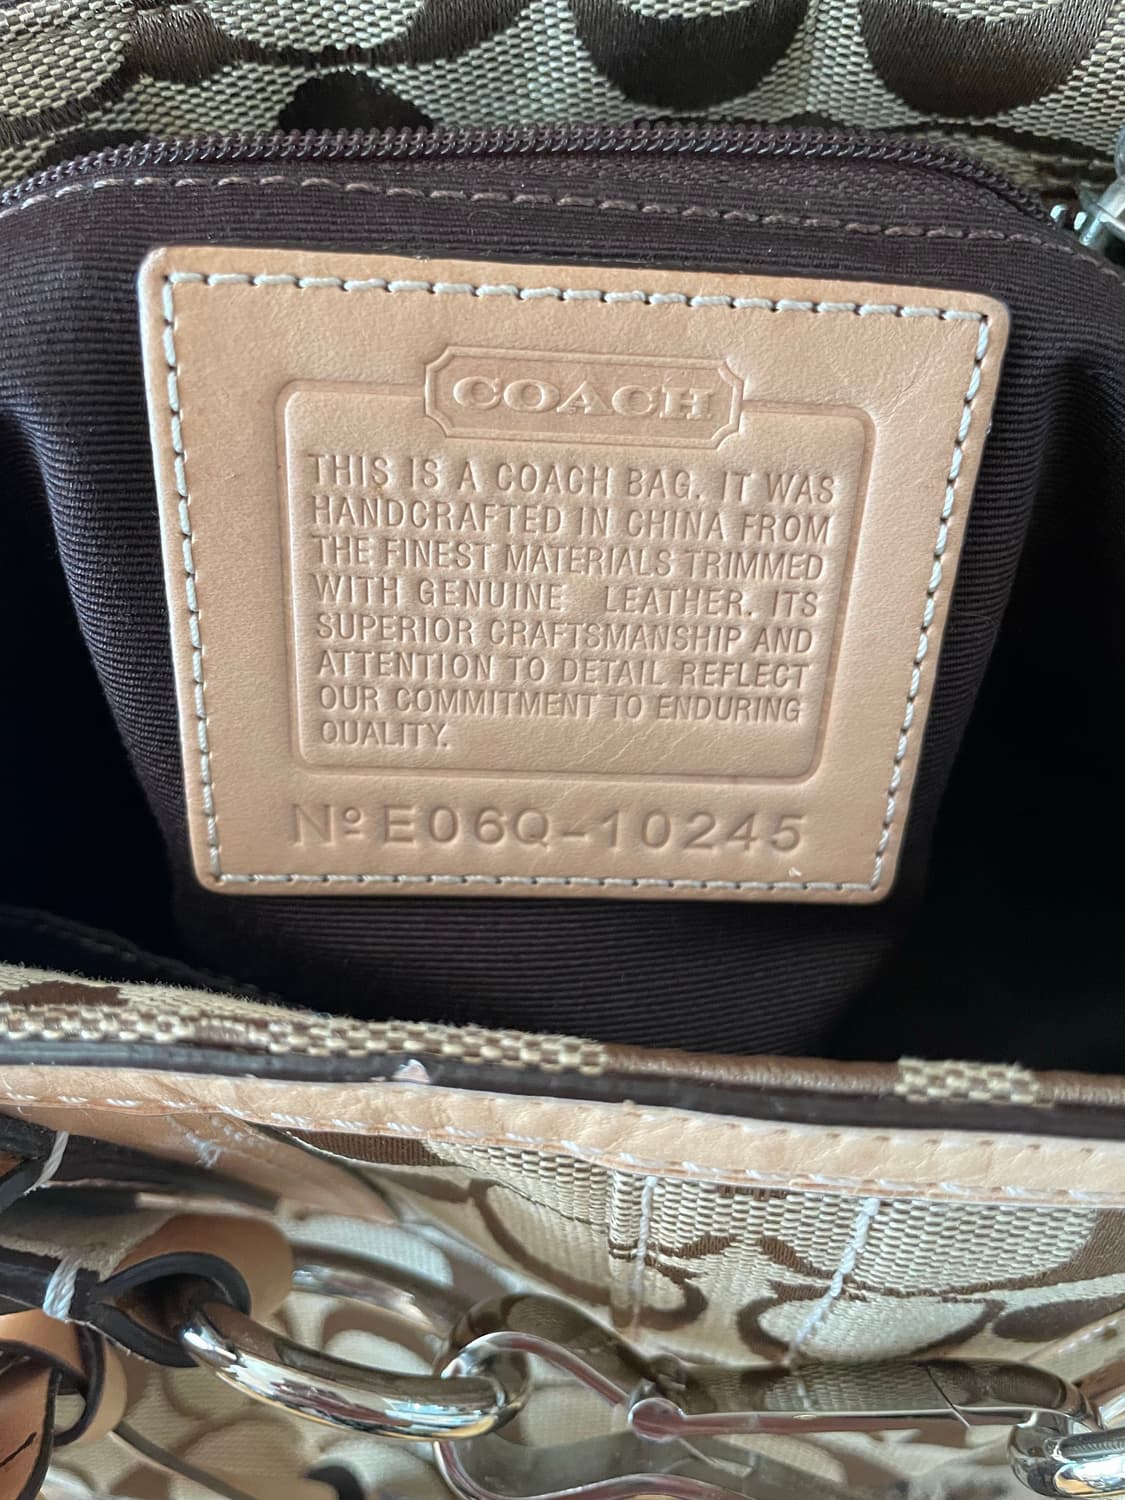 COACH
THIS IS A COACH BAG. IT WAS
HANDCRAFTED IN CHINA FROM
THE FINEST MATERIALS TRIMMED
WITH GENUINE LEATHER. ITS
SUPERIOR CRAFTSMANSHIP AND
ATTENTION TO DETAIL REFLECT
OUR COMMITMENT TO ENDURING
QUALITY.
Nº E06Q-10245